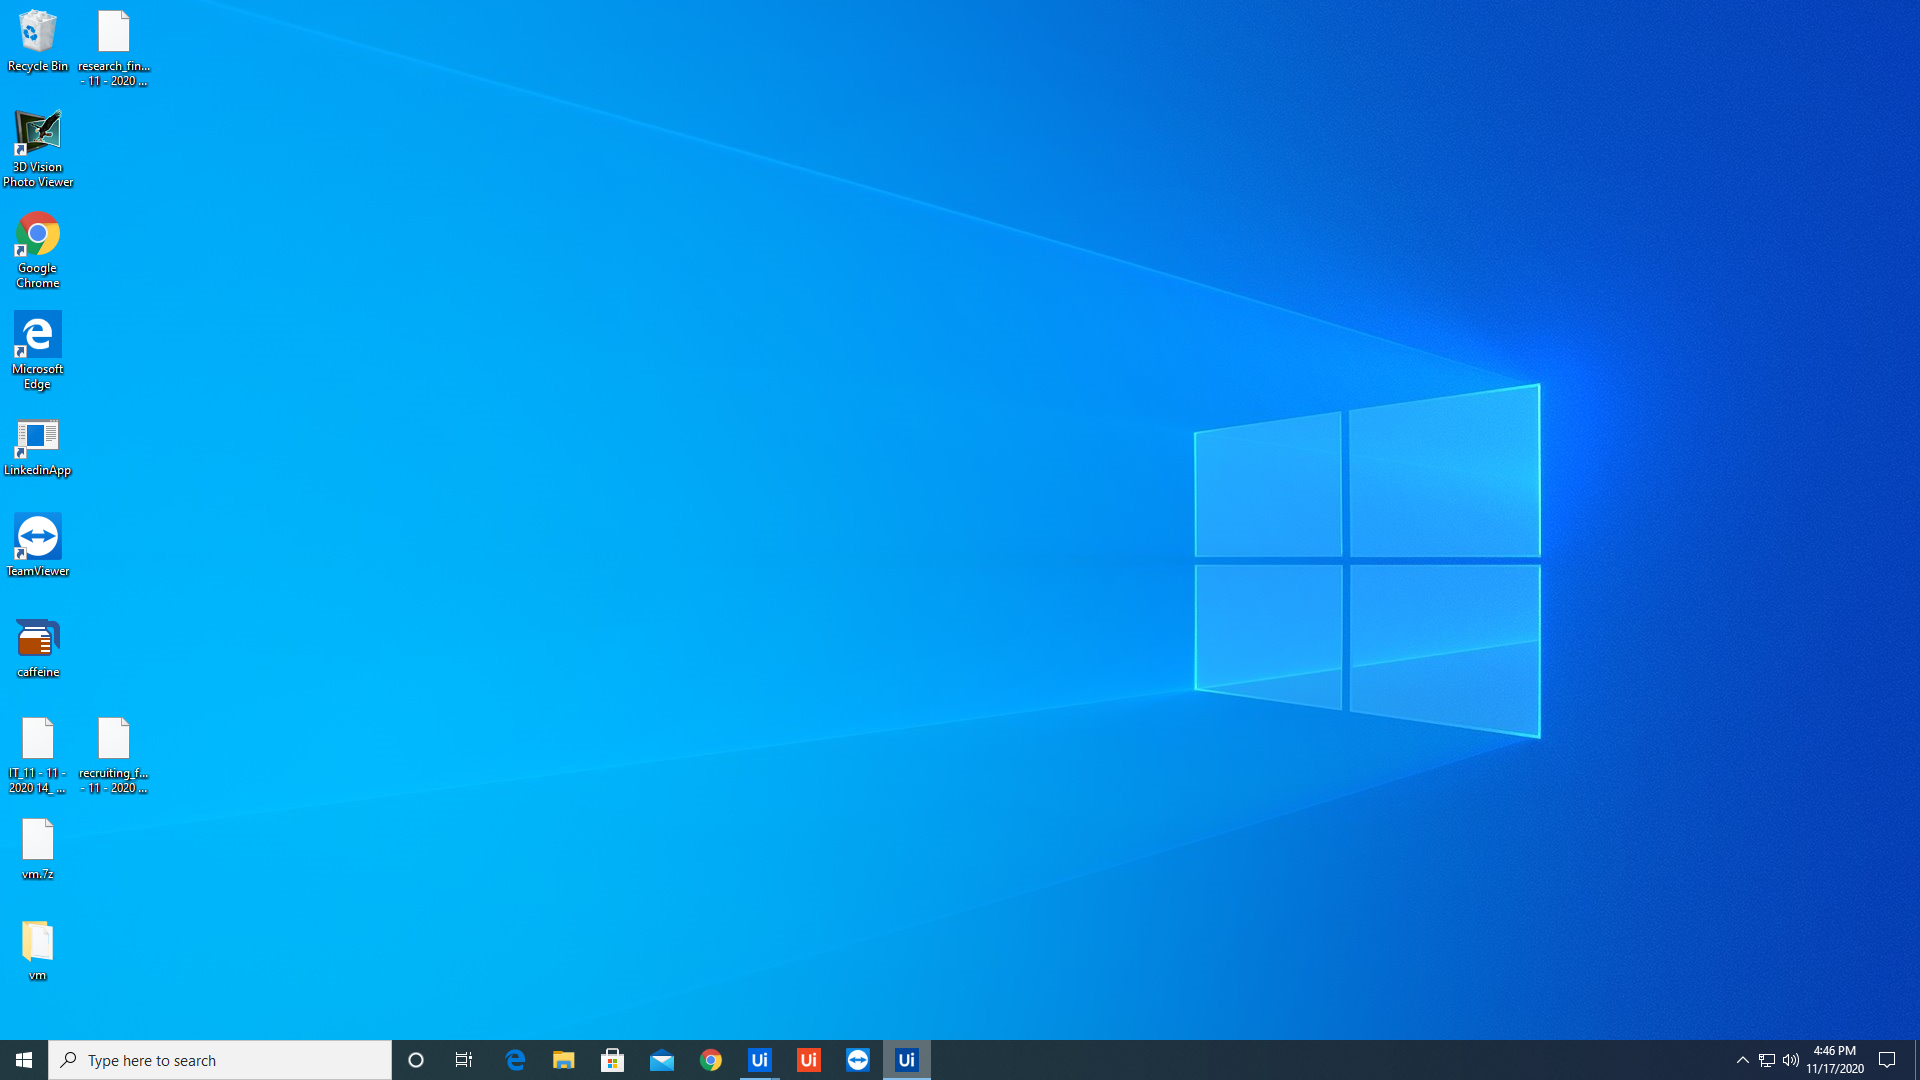 Recycle Bin
research_fin...
- 11 - 2020 ...
3D Vision
Photo Viewer
Google
Chrome
Microsoft
Edge
LinkedinApp
TeamViewer
caffeine
IT_11 - 11 -
2020 14_ ...
recruiting_f...
- 11 - 2020 ...
vm.7z
vm
Type here to search
Ui
Ui
Ui
4:46 PM
11/17/2020